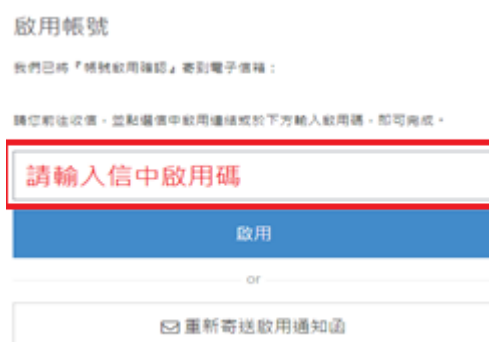 啟用帳號
我們已將『帳號啟用確認』寄到電子信箱：
請您前往收信，並點選信中啟用連結或於下方輸入啟用碼，即可完成。
請輸入信中啟用碼
啟用
or
重新寄送啟用通知函